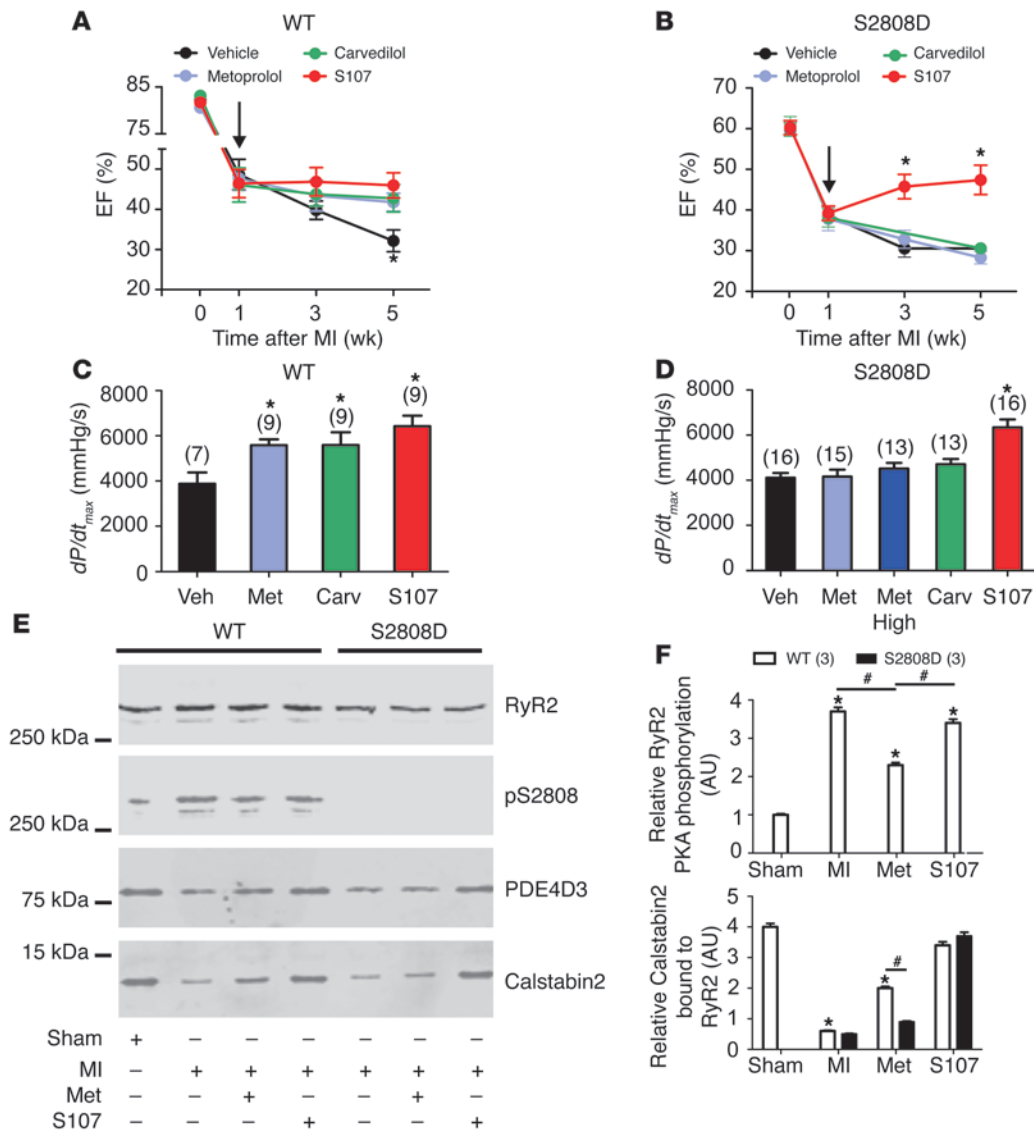 A
WT
Vehicle
Carvedilol
Metoprolol
S107
85
75
50
40
30
20
EF (%)
*
0 1 3 5
Time after MI (wk)
B
S2808D
Vehicle
Carvedilol
Metoprolol
S107
70
60
50
40
30
20
EF (%)
* *
0 1 3 5
Time after MI (wk)
C
WT
8000
6000
4000
2000
0
dP/dtmax (mmHg/s)
* * *
(7) (9) (9) (9)
Veh Met Carv S107
D
S2808D
8000
6000
4000
2000
0
dP/dtmax (mmHg/s)
*
(16) (15) (13) (13) (16)
Veh Met Met Carv S107
High
E
WT S2808D
RyR2
250 kDa
pS2808
250 kDa
PDE4D3
75 kDa
15 kDa
Calstabin2
Sham + – – – – – –
MI – + + + + + +
Met – – + – – + –
S107 – – – + – – +
F
WT (3) S2808D (3)
# #
* * *
4
3
2
1
0
Relative RyR2
PKA phosphorylation
(AU)
Sham MI Met S107
5
4
3
2
1
0
Relative Calstabin2
bound to
RyR2 (AU)
#
* *
Sham MI Met S107